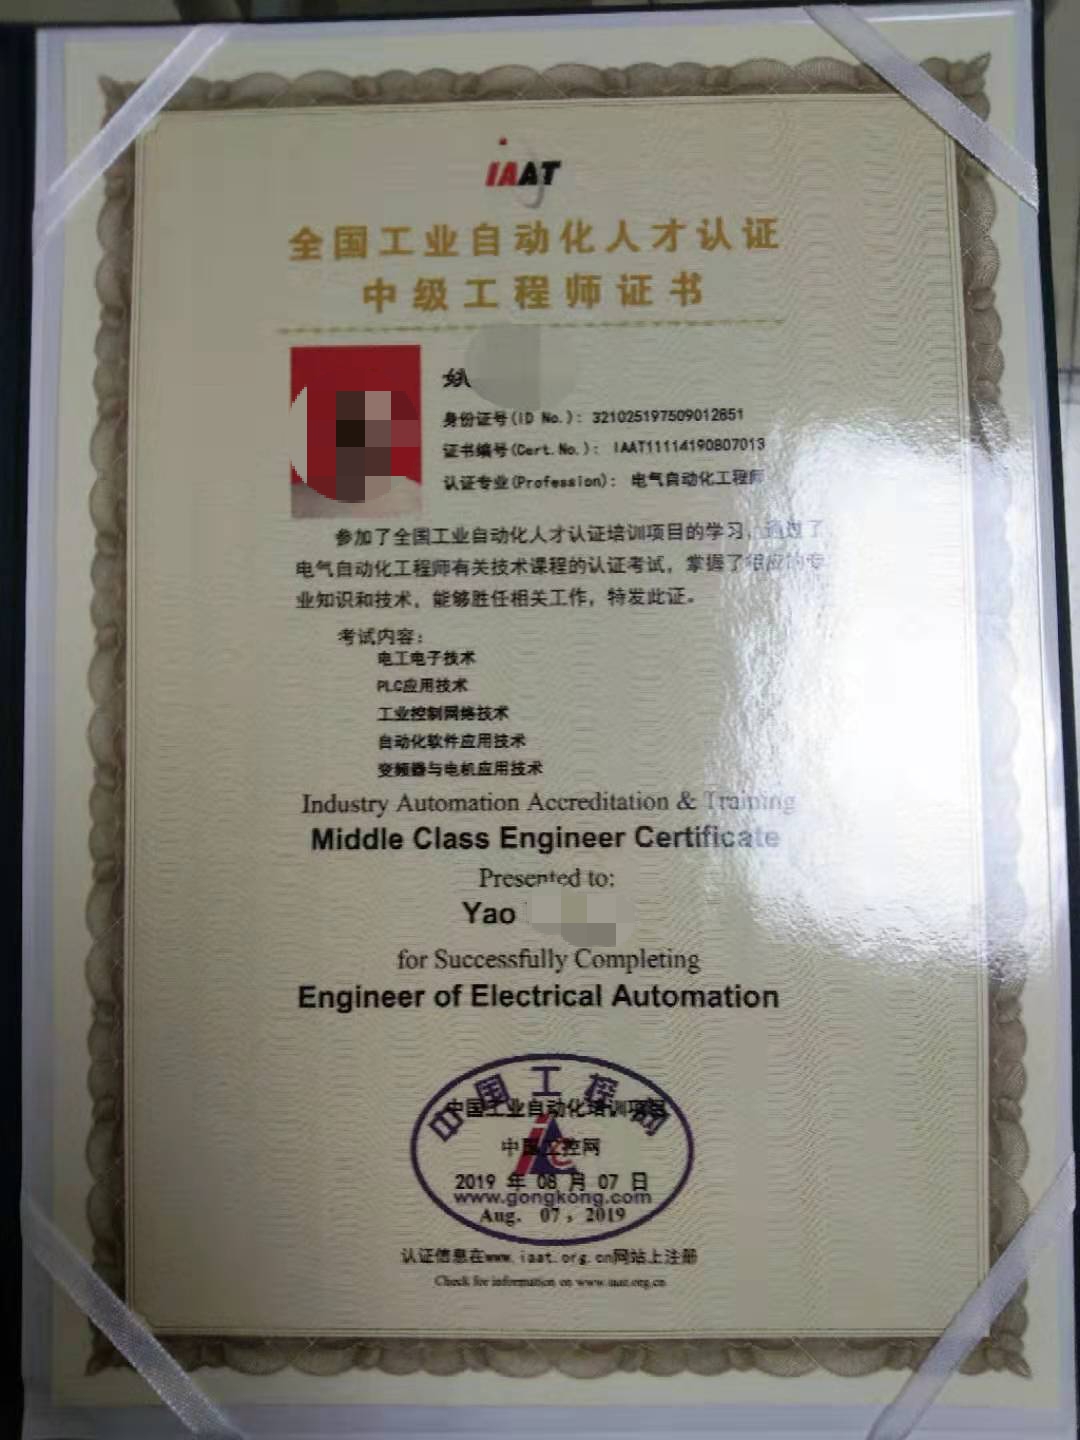 iAAT
全国工业自动化人才认证
中级工程师证书
姚
身份证号(ID No.): 321025197509012851
证书编号(Cert.No.): IAAT11114190807013
认证专业(Profession): 电气自动化工程师
参加了全国工业自动化人才认证培训项目的学习，通过了
电气自动化工程师有关技术课程的认证考试，掌握了相应的专
业知识和技术，能够胜任相关工作，特发此证。
考试内容：
电工电子技术
PLC应用技术
工业控制网络技术
自动化软件应用技术
变频器与电机应用技术
Industry Automation Accreditation & Training
Middle Class Engineer Certificate
Presented to:
Yao
for Successfully Completing
Engineer of Electrical Automation
中国工控网
中国工业自动化培训项目
中国工控网
2019 年 08 月 07 日
www.gongkong.com
Aug. 07, 2019
认证信息在www.iaat.org.cn网站上注册
Check for information on www.iaat.org.cn